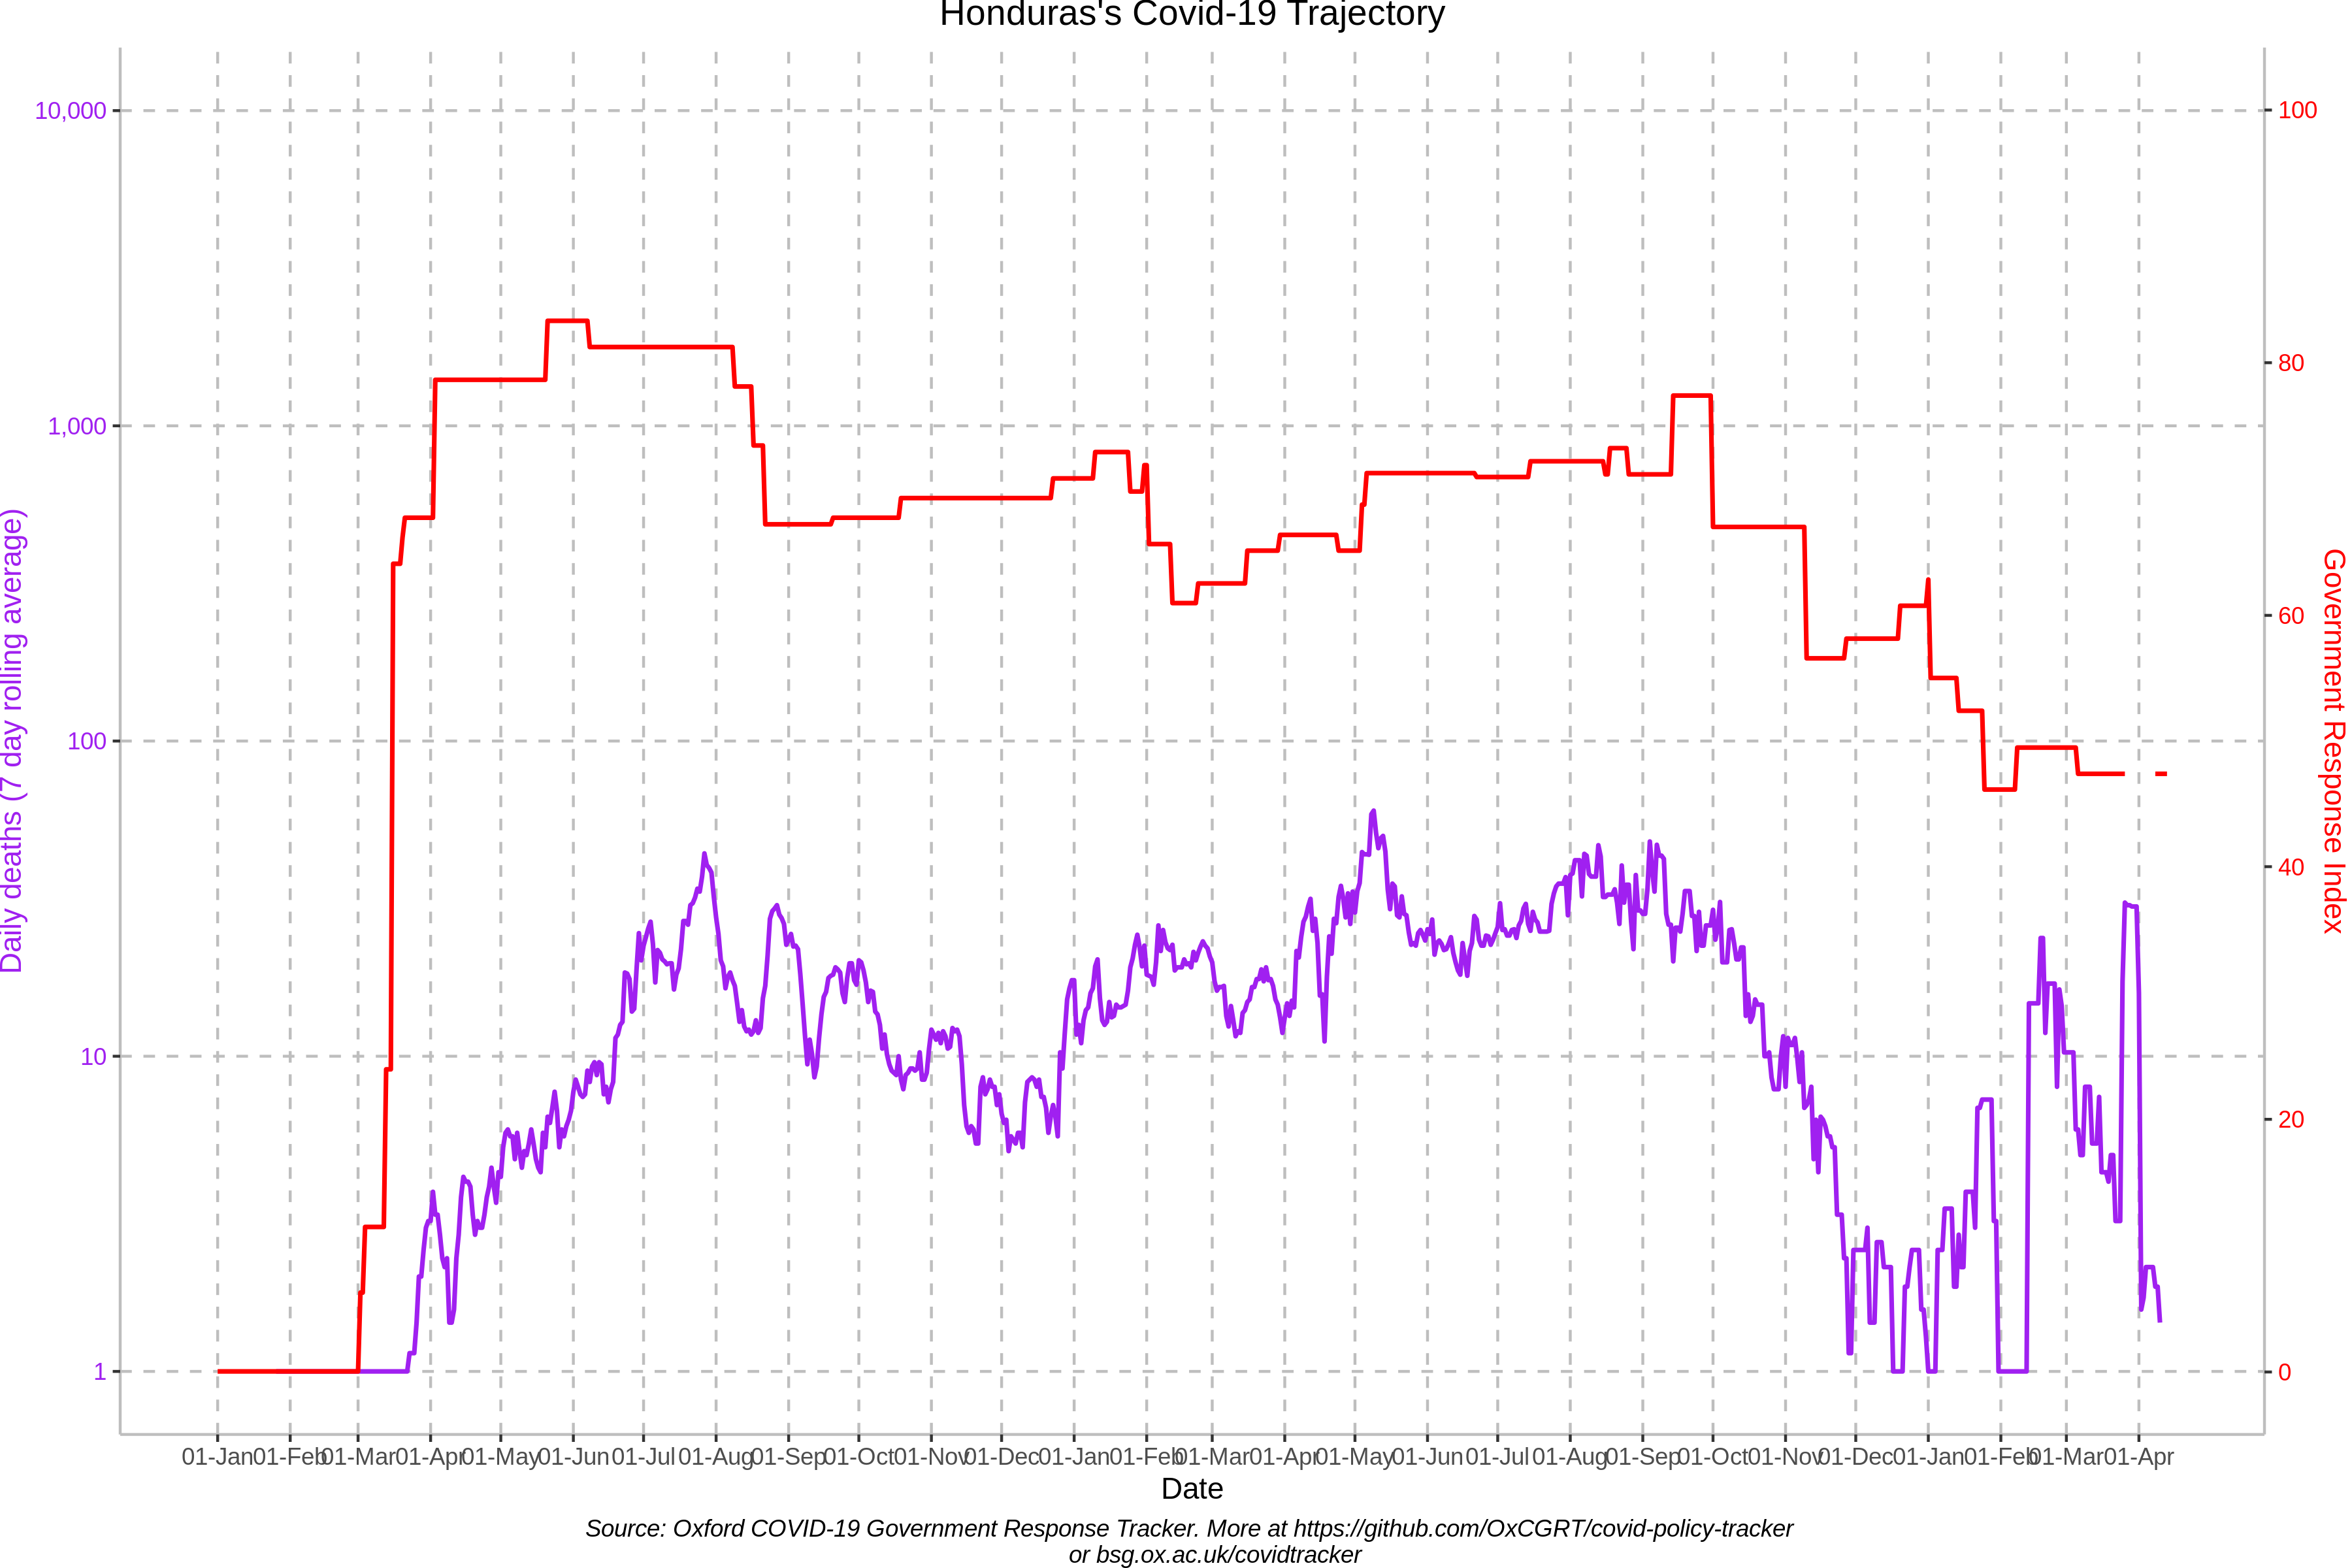 Honduras's Covid-19 Trajectory
Daily deaths (7 day rolling average)
10,000
1,000
100
10
1
100
80
60
40
20
0
Government Response Index
01-Jan 01-Feb 01-Mar 01-Apr 01-May 01-Jun 01-Jul 01-Aug 01-Sep 01-Oct 01-Nov 01-Dec 01-Jan 01-Feb 01-Mar 01-Apr 01-May 01-Jun 01-Jul 01-Aug 01-Sep 01-Oct 01-Nov 01-Dec 01-Jan 01-Feb 01-Mar 01-Apr
Date
Source: Oxford COVID-19 Government Response Tracker. More at https://github.com/OxCGRT/covid-policy-tracker
or bsg.ox.ac.uk/covidtracker